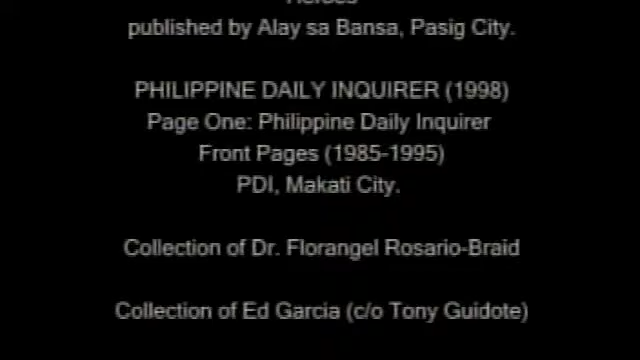 Heroes
published by Alay sa Bansa, Pasig City.
PHILIPPINE DAILY INQUIRER (1998)
Page One: Philippine Daily Inquirer
Front Pages (1985-1995)
PDI, Makati City.
Collection of Dr. Florangel Rosario-Braid
Collection of Ed Garcia (c/o Tony Guidote)